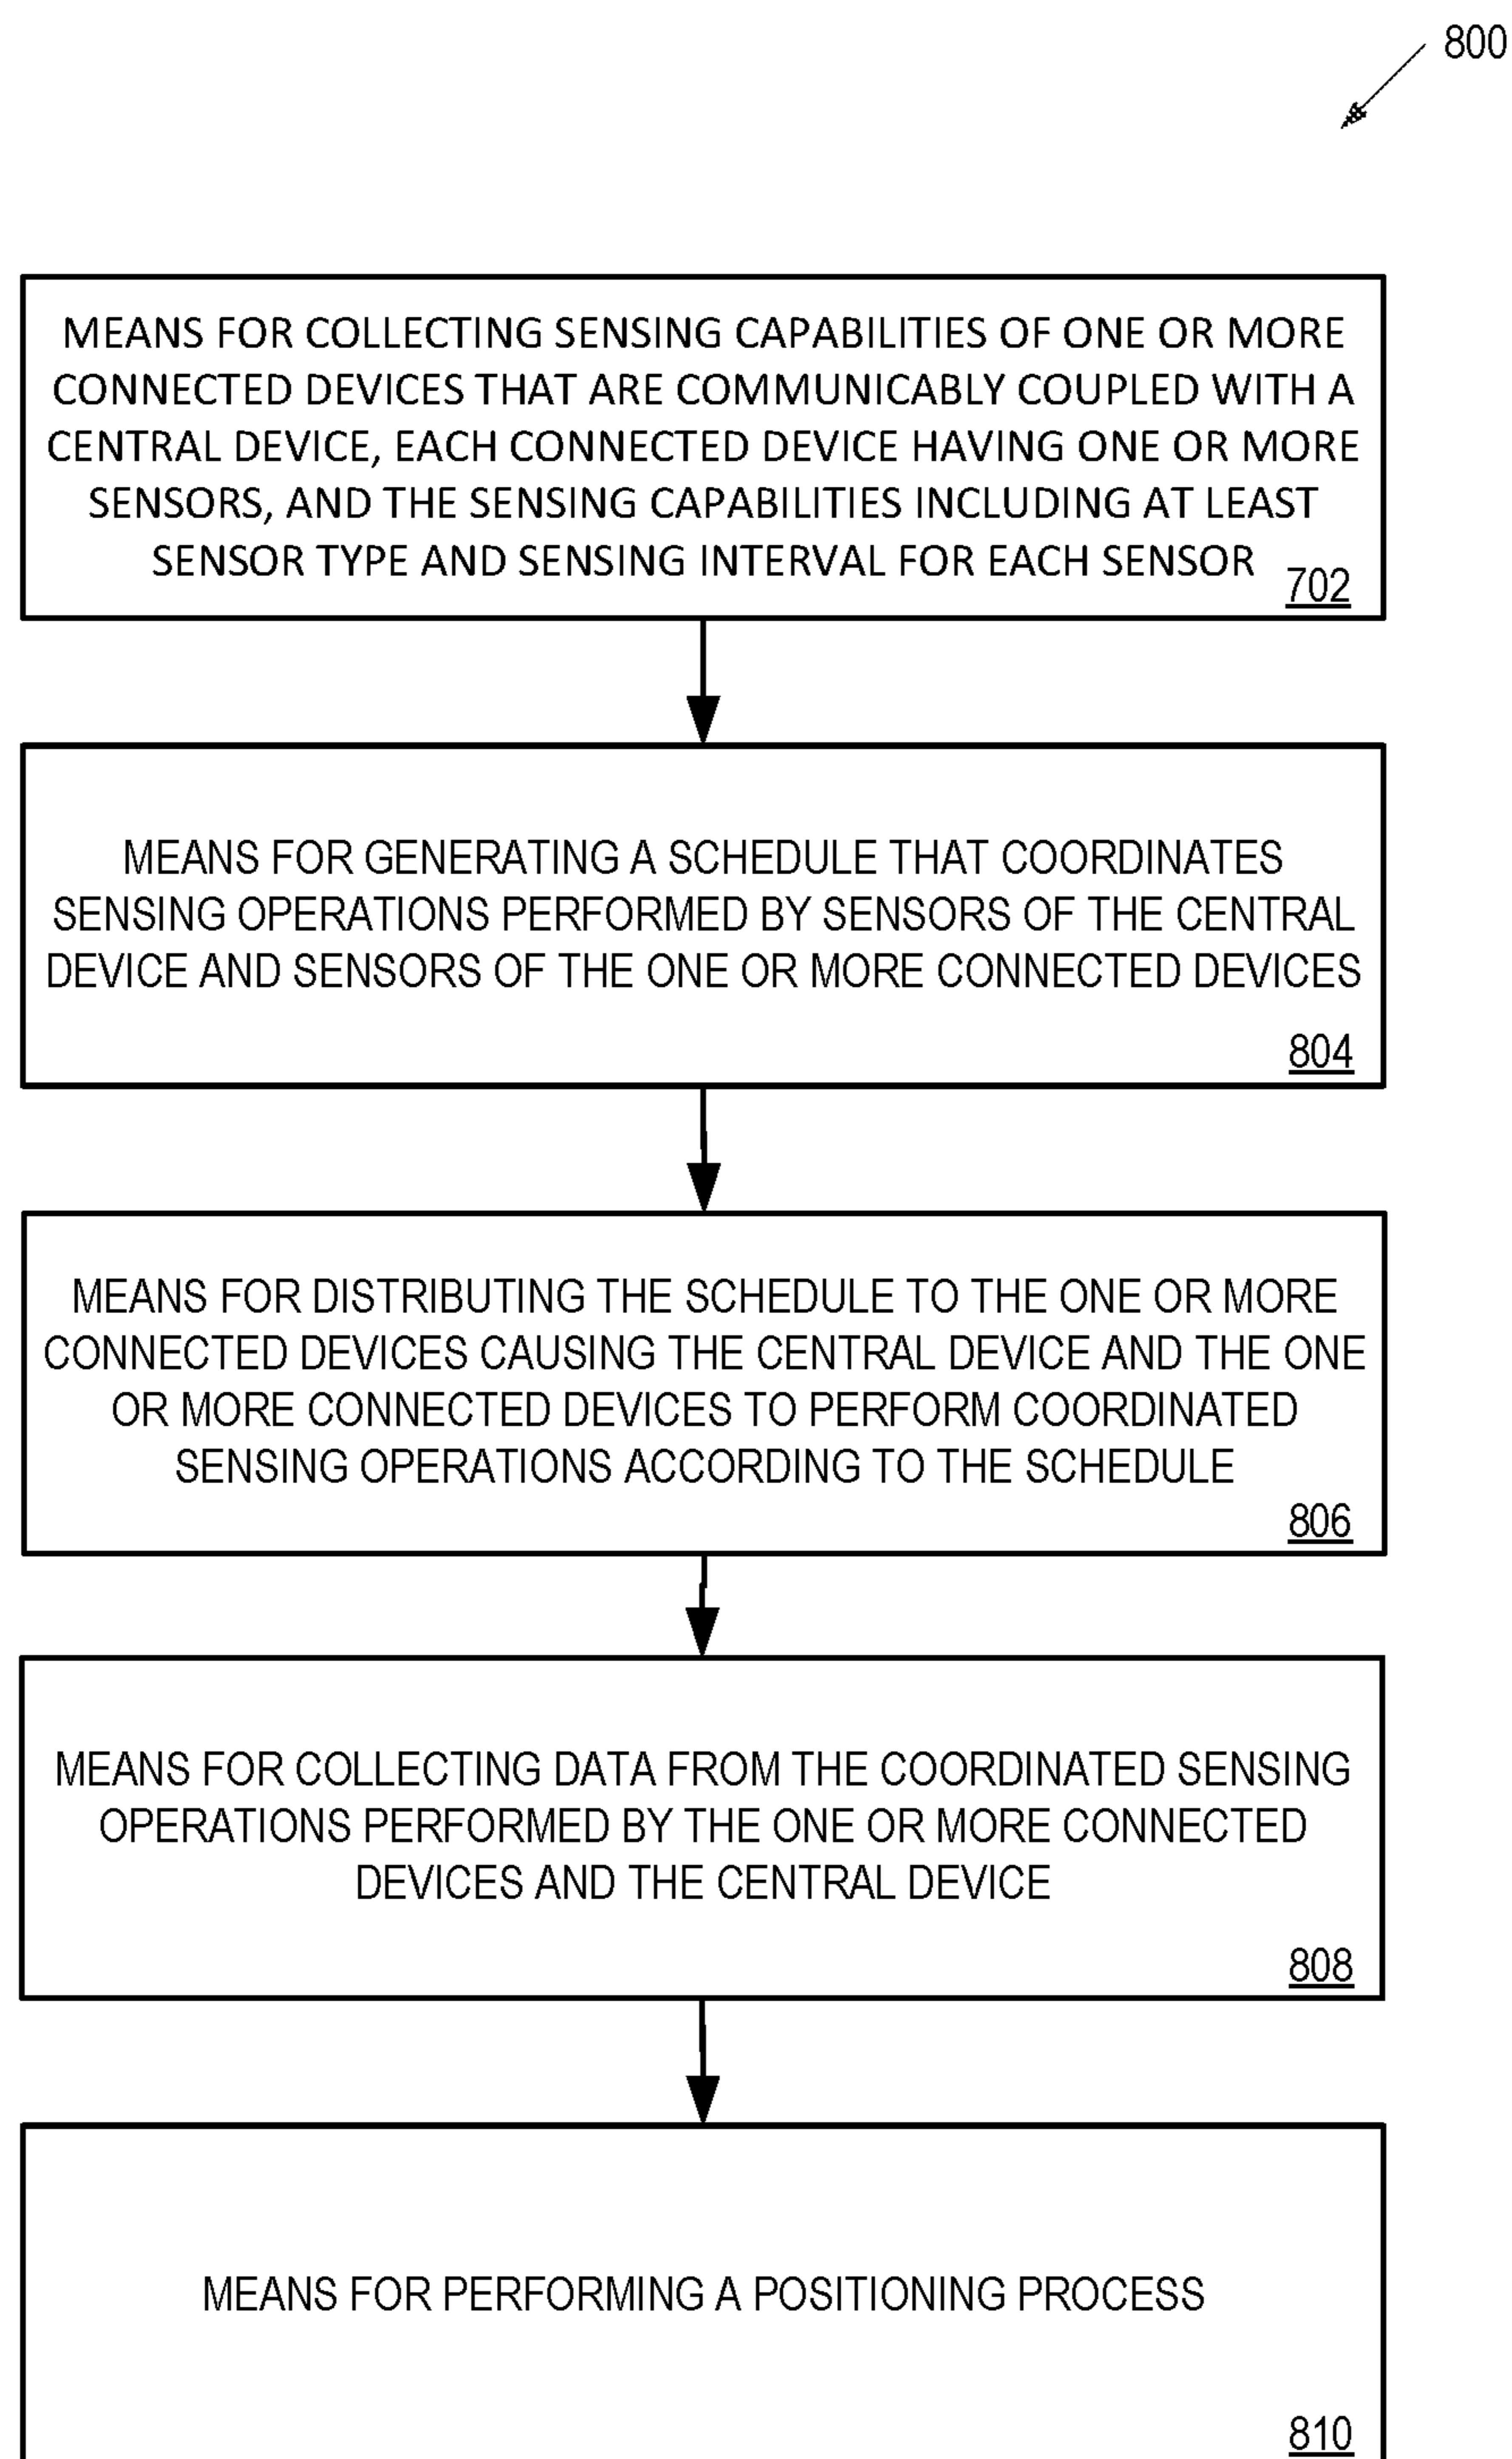 800
MEANS FOR COLLECTING SENSING CAPABILITIES OF ONE OR MORE
CONNECTED DEVICES THAT ARE COMMUNICABLY COUPLED WITH A
CENTRAL DEVICE, EACH CONNECTED DEVICE HAVING ONE OR MORE
SENSORS, AND THE SENSING CAPABILITIES INCLUDING AT LEAST
SENSOR TYPE AND SENSING INTERVAL FOR EACH SENSOR
702
MEANS FOR GENERATING A SCHEDULE THAT COORDINATES
SENSING OPERATIONS PERFORMED BY SENSORS OF THE CENTRAL
DEVICE AND SENSORS OF THE ONE OR MORE CONNECTED DEVICES
804
MEANS FOR DISTRIBUTING THE SCHEDULE TO THE ONE OR MORE
CONNECTED DEVICES CAUSING THE CENTRAL DEVICE AND THE ONE
OR MORE CONNECTED DEVICES TO PERFORM COORDINATED
SENSING OPERATIONS ACCORDING TO THE SCHEDULE
806
MEANS FOR COLLECTING DATA FROM THE COORDINATED SENSING
OPERATIONS PERFORMED BY THE ONE OR MORE CONNECTED
DEVICES AND THE CENTRAL DEVICE
808
MEANS FOR PERFORMING A POSITIONING PROCESS
810